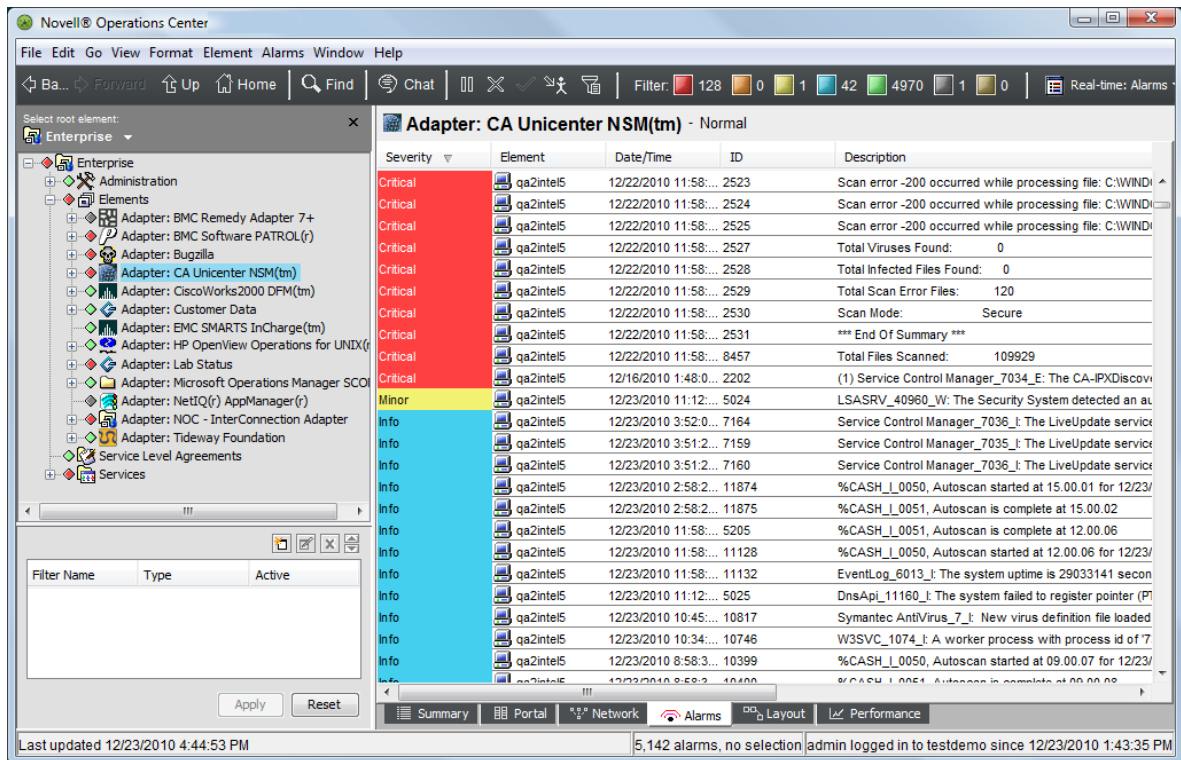 Novell® Operations Center
File Edit Go View Format Element Alarms Window Help
Ba... Forward Up Home Find Chat Filter: 128 0 1 42 4970 1 0 Real-time: Alarms
Select root element:
Enterprise
Enterprise
Administration
Elements
Adapter: BMC Remedy Adapter 7+
Adapter: BMC Software PATROL(r)
Adapter: Bugzilla
Adapter: CA Unicenter NSM(tm)
Adapter: CiscoWorks2000 DFM(tm)
Adapter: Customer Data
Adapter: EMC SMARTS InCharge(tm)
Adapter: HP OpenView Operations for UNIX(r
Adapter: Lab Status
Adapter: Microsoft Operations Manager SCO
Adapter: NetIQ(r) AppManager(r)
Adapter: NOC - InterConnection Adapter
Adapter: Tideway Foundation
Service Level Agreements
Services
Filter Name Type Active
Apply Reset
Adapter: CA Unicenter NSM(tm) - Normal
Severity Element Date/Time ID Description
Critical qa2intel5 12/22/2010 11:58:... 2523 Scan error -200 occurred while processing file: C:\WIND
Critical qa2intel5 12/22/2010 11:58:... 2524 Scan error -200 occurred while processing file: C:\WIND
Critical qa2intel5 12/22/2010 11:58:... 2525 Scan error -200 occurred while processing file: C:\WIND
Critical qa2intel5 12/22/2010 11:58:... 2527 Total Viruses Found: 0
Critical qa2intel5 12/22/2010 11:58:... 2528 Total Infected Files Found: 0
Critical qa2intel5 12/22/2010 11:58:... 2529 Total Scan Error Files: 120
Critical qa2intel5 12/22/2010 11:58:... 2530 Scan Mode: Secure
Critical qa2intel5 12/22/2010 11:58:... 2531 *** End Of Summary ***
Critical qa2intel5 12/22/2010 11:58:... 8457 Total Files Scanned: 109929
Critical qa2intel5 12/16/2010 1:48:0... 2202 (1) Service Control Manager_7034_E: The CA-IPXDiscov
Minor qa2intel5 12/23/2010 11:12:... 5024 LSASRV_40960_W: The Security System detected an au
Info qa2intel5 12/23/2010 3:52:0... 7164 Service Control Manager_7036_I: The LiveUpdate service
Info qa2intel5 12/23/2010 3:51:2... 7159 Service Control Manager_7035_I: The LiveUpdate service
Info qa2intel5 12/23/2010 3:51:2... 7160 Service Control Manager_7036_I: The LiveUpdate service
Info qa2intel5 12/23/2010 2:58:2... 11874 %CASH_I_0050, Autoscan started at 15.00.01 for 12/23/
Info qa2intel5 12/23/2010 2:58:2... 11875 %CASH_I_0051, Autoscan is complete at 15.00.02
Info qa2intel5 12/23/2010 11:58:... 5205 %CASH_I_0051, Autoscan is complete at 12.00.06
Info qa2intel5 12/23/2010 11:58:... 11128 %CASH_I_0050, Autoscan started at 12.00.06 for 12/23/
Info qa2intel5 12/23/2010 11:58:... 11132 EventLog_6013_I: The system uptime is 29033141 secon
Info qa2intel5 12/23/2010 11:12:... 5025 DnsApi_11160_I: The system failed to register pointer (PT
Info qa2intel5 12/23/2010 10:45:... 10817 Symantec AntiVirus_7_I: New virus definition file loaded
Info qa2intel5 12/23/2010 10:34:... 10746 W3SVC_1074_I: A worker process with process id of '7
Info qa2intel5 12/23/2010 8:58:3... 10399 %CASH_I_0050, Autoscan started at 09.00.07 for 12/23/
Info qa2intel5 12/23/2010 8:58:3... 10400 %CASH_I_0051, Autoscan is complete at 09.00.08
Summary Portal Network Alarms Layout Performance
Last updated 12/23/2010 4:44:53 PM 5,142 alarms, no selection admin logged in to testdemo since 12/23/2010 1:43:35 PM